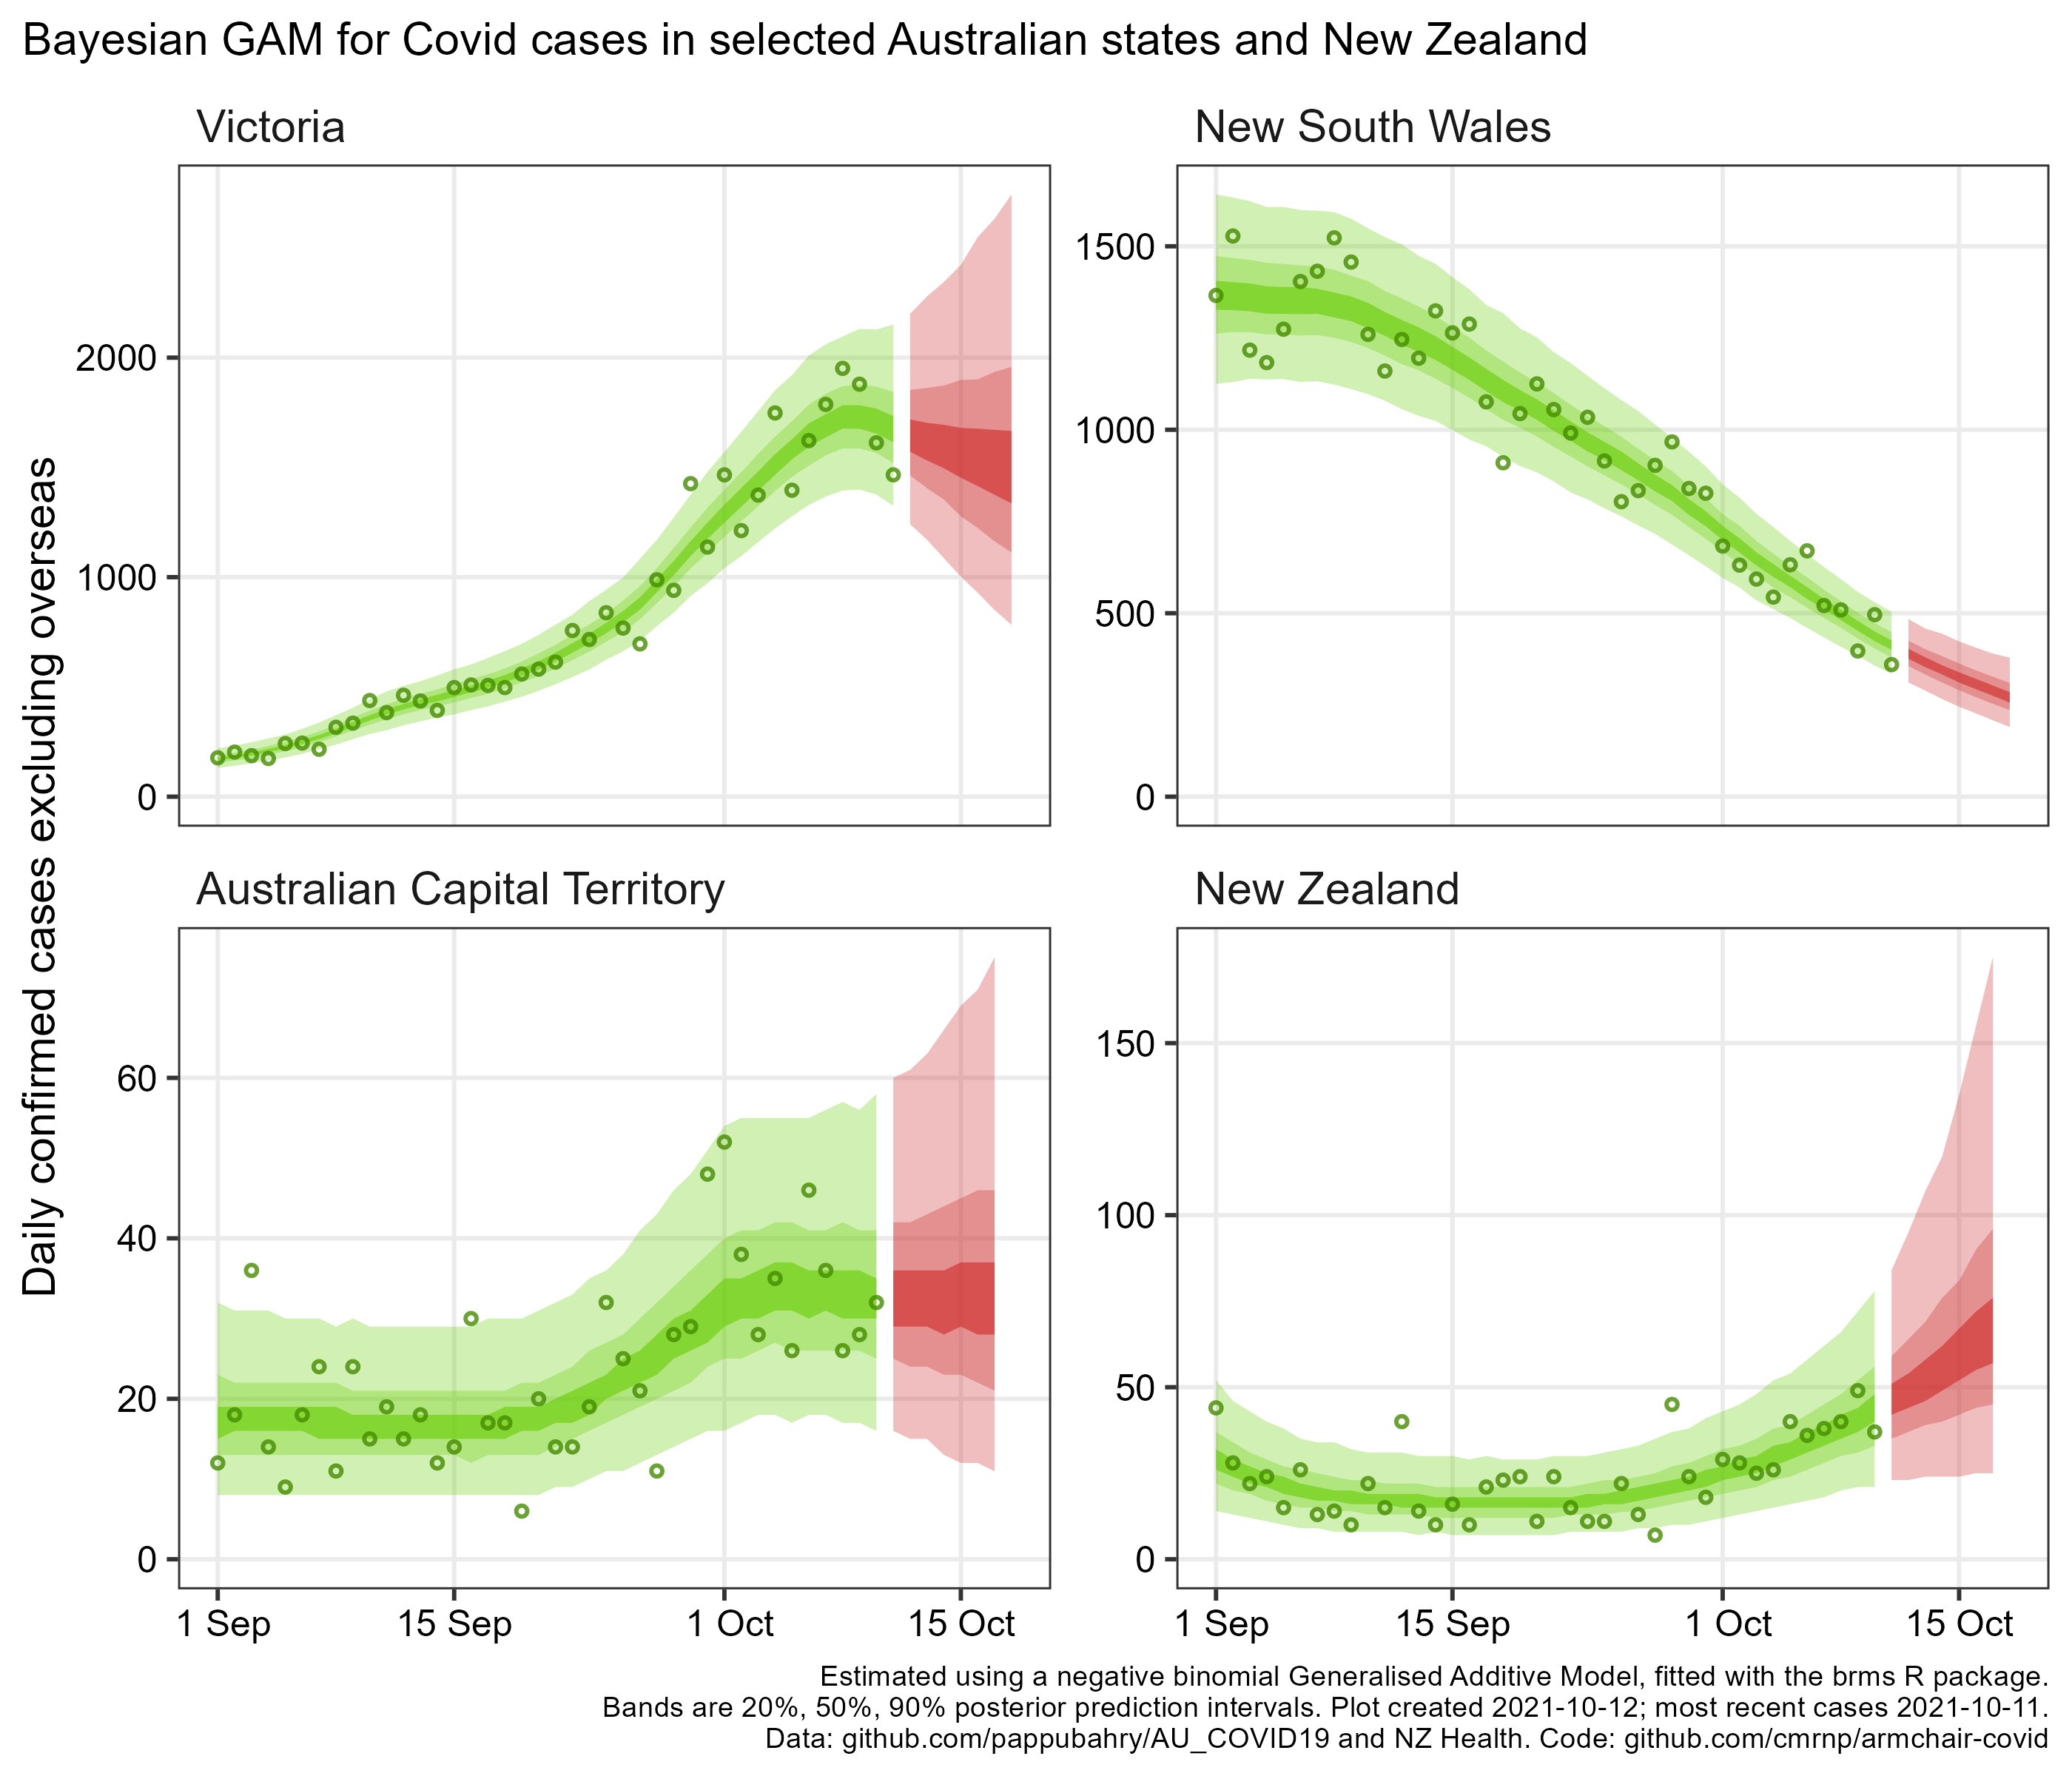 Bayesian GAM for Covid cases in selected Australian states and New Zealand
Daily confirmed cases excluding overseas
Victoria
2000
1000
0
New South Wales
1500
1000
500
0
Australian Capital Territory
60
40
20
0
1 Sep
15 Sep
1 Oct
15 Oct
New Zealand
150
100
50
0
1 Sep
15 Sep
1 Oct
15 Oct
Estimated using a negative binomial Generalised Additive Model, fitted with the brms R package.
Bands are 20%, 50%, 90% posterior prediction intervals. Plot created 2021-10-12; most recent cases 2021-10-11.
Data: github.com/pappubahry/AU_COVID19 and NZ Health. Code: github.com/cmrnp/armchair-covid